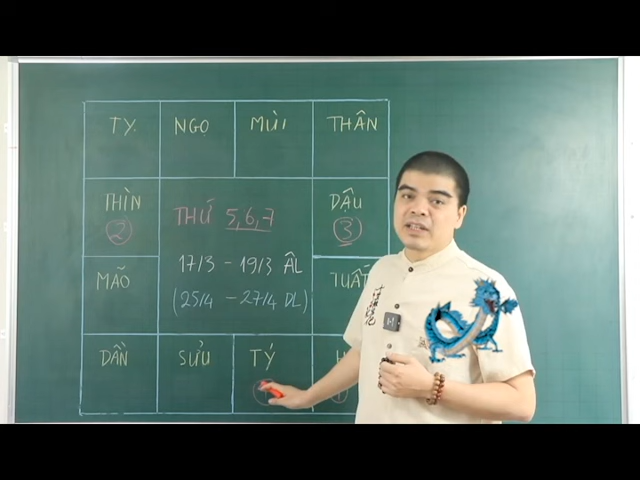 TỴ NGỌ MÙI THÂN
THÌN DẬU
2 3
THỨ 5,6,7
17/3 - 19/3 ÂL
MÃO TUẤT
(25/4 - 27/4 DL)
DẦN SỬU TÝ H